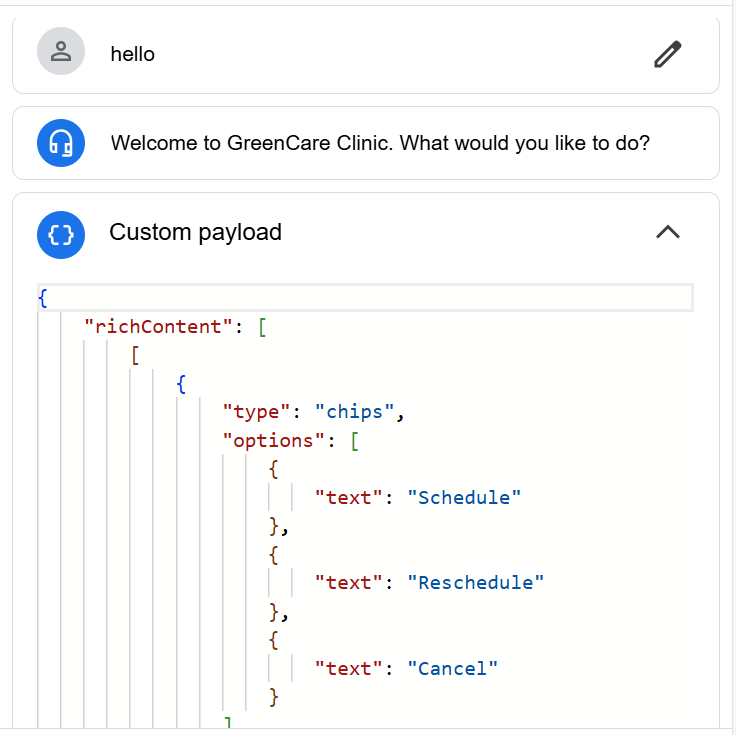 hello
Welcome to GreenCare Clinic. What would you like to do?
{} Custom payload
{
"richContent": [
[
{
"type": "chips",
"options": [
{
"text": "Schedule"
},
{
"text": "Reschedule"
},
{
"text": "Cancel"
}
]